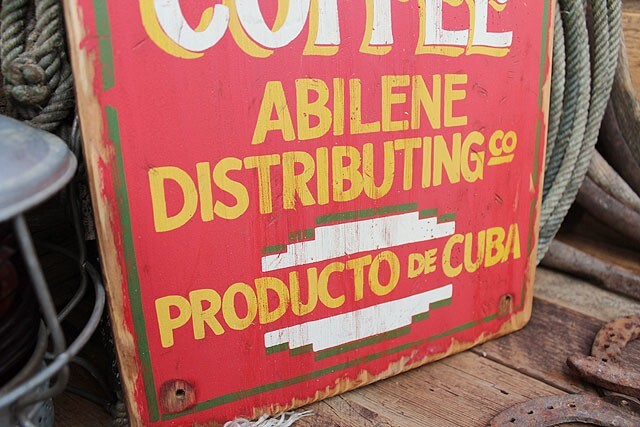 COFFEE
ABILENE
DISTRIBUTING CO
PRODUCTO DE CUBA